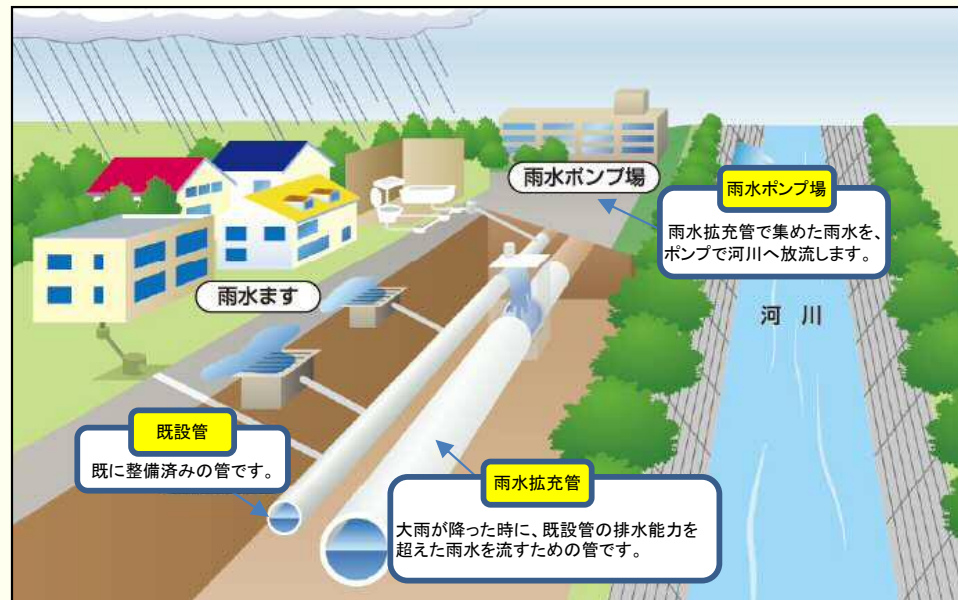 雨水ポンプ場
雨水ポンプ場
雨水拡充管で集めた雨水を、
ポンプで河川へ放流します。
雨水ます
河川
既設管
既に整備済みの管です。
雨水拡充管
大雨が降った時に、既設管の排水能力を
超えた雨水を流すための管です。